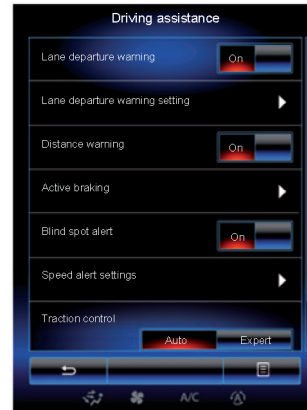 Driving assistance
Lane departure warning On
Lane departure warning setting
Distance warning On
Active braking
Blind spot alert On
Speed alert settings
Traction control
Auto Expert
A/C